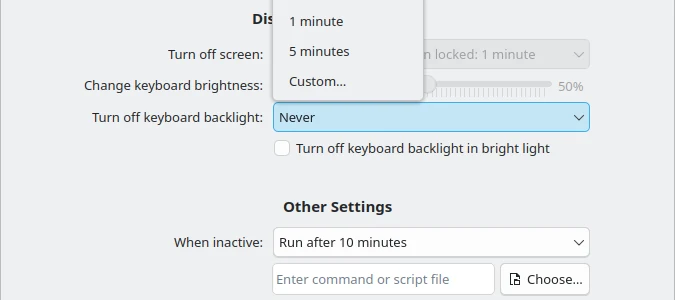 Dis
1 minute
5 minutes
Custom...
Turn off screen: locked: 1 minute
Change keyboard brightness: 50%
Turn off keyboard backlight: Never
Turn off keyboard backlight in bright light
Other Settings
When inactive: Run after 10 minutes
Enter command or script file Choose...